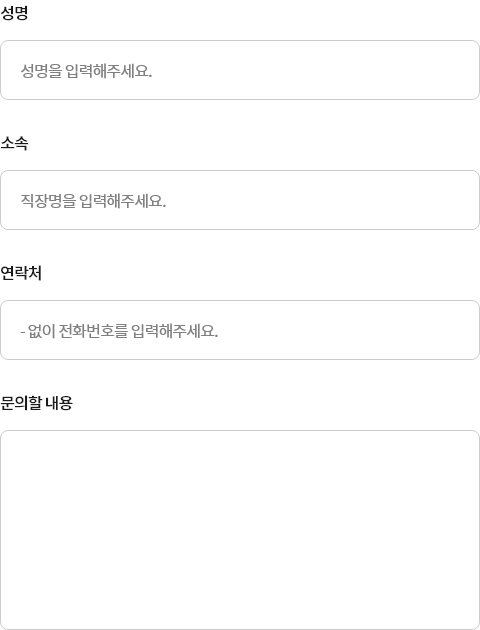 성명
성명을 입력해주세요.
소속
직장명을 입력해주세요.
연락처
- 없이 전화번호를 입력해주세요.
문의할 내용